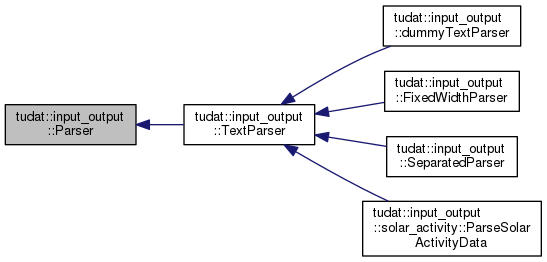 tudat::input_output
::dummyTextParser
tudat::input_output
::FixedWidthParser
tudat::input_output
::Parser
tudat::input_output
::TextParser
tudat::input_output
::SeparatedParser
tudat::input_output
::solar_activity::ParseSolar
ActivityData